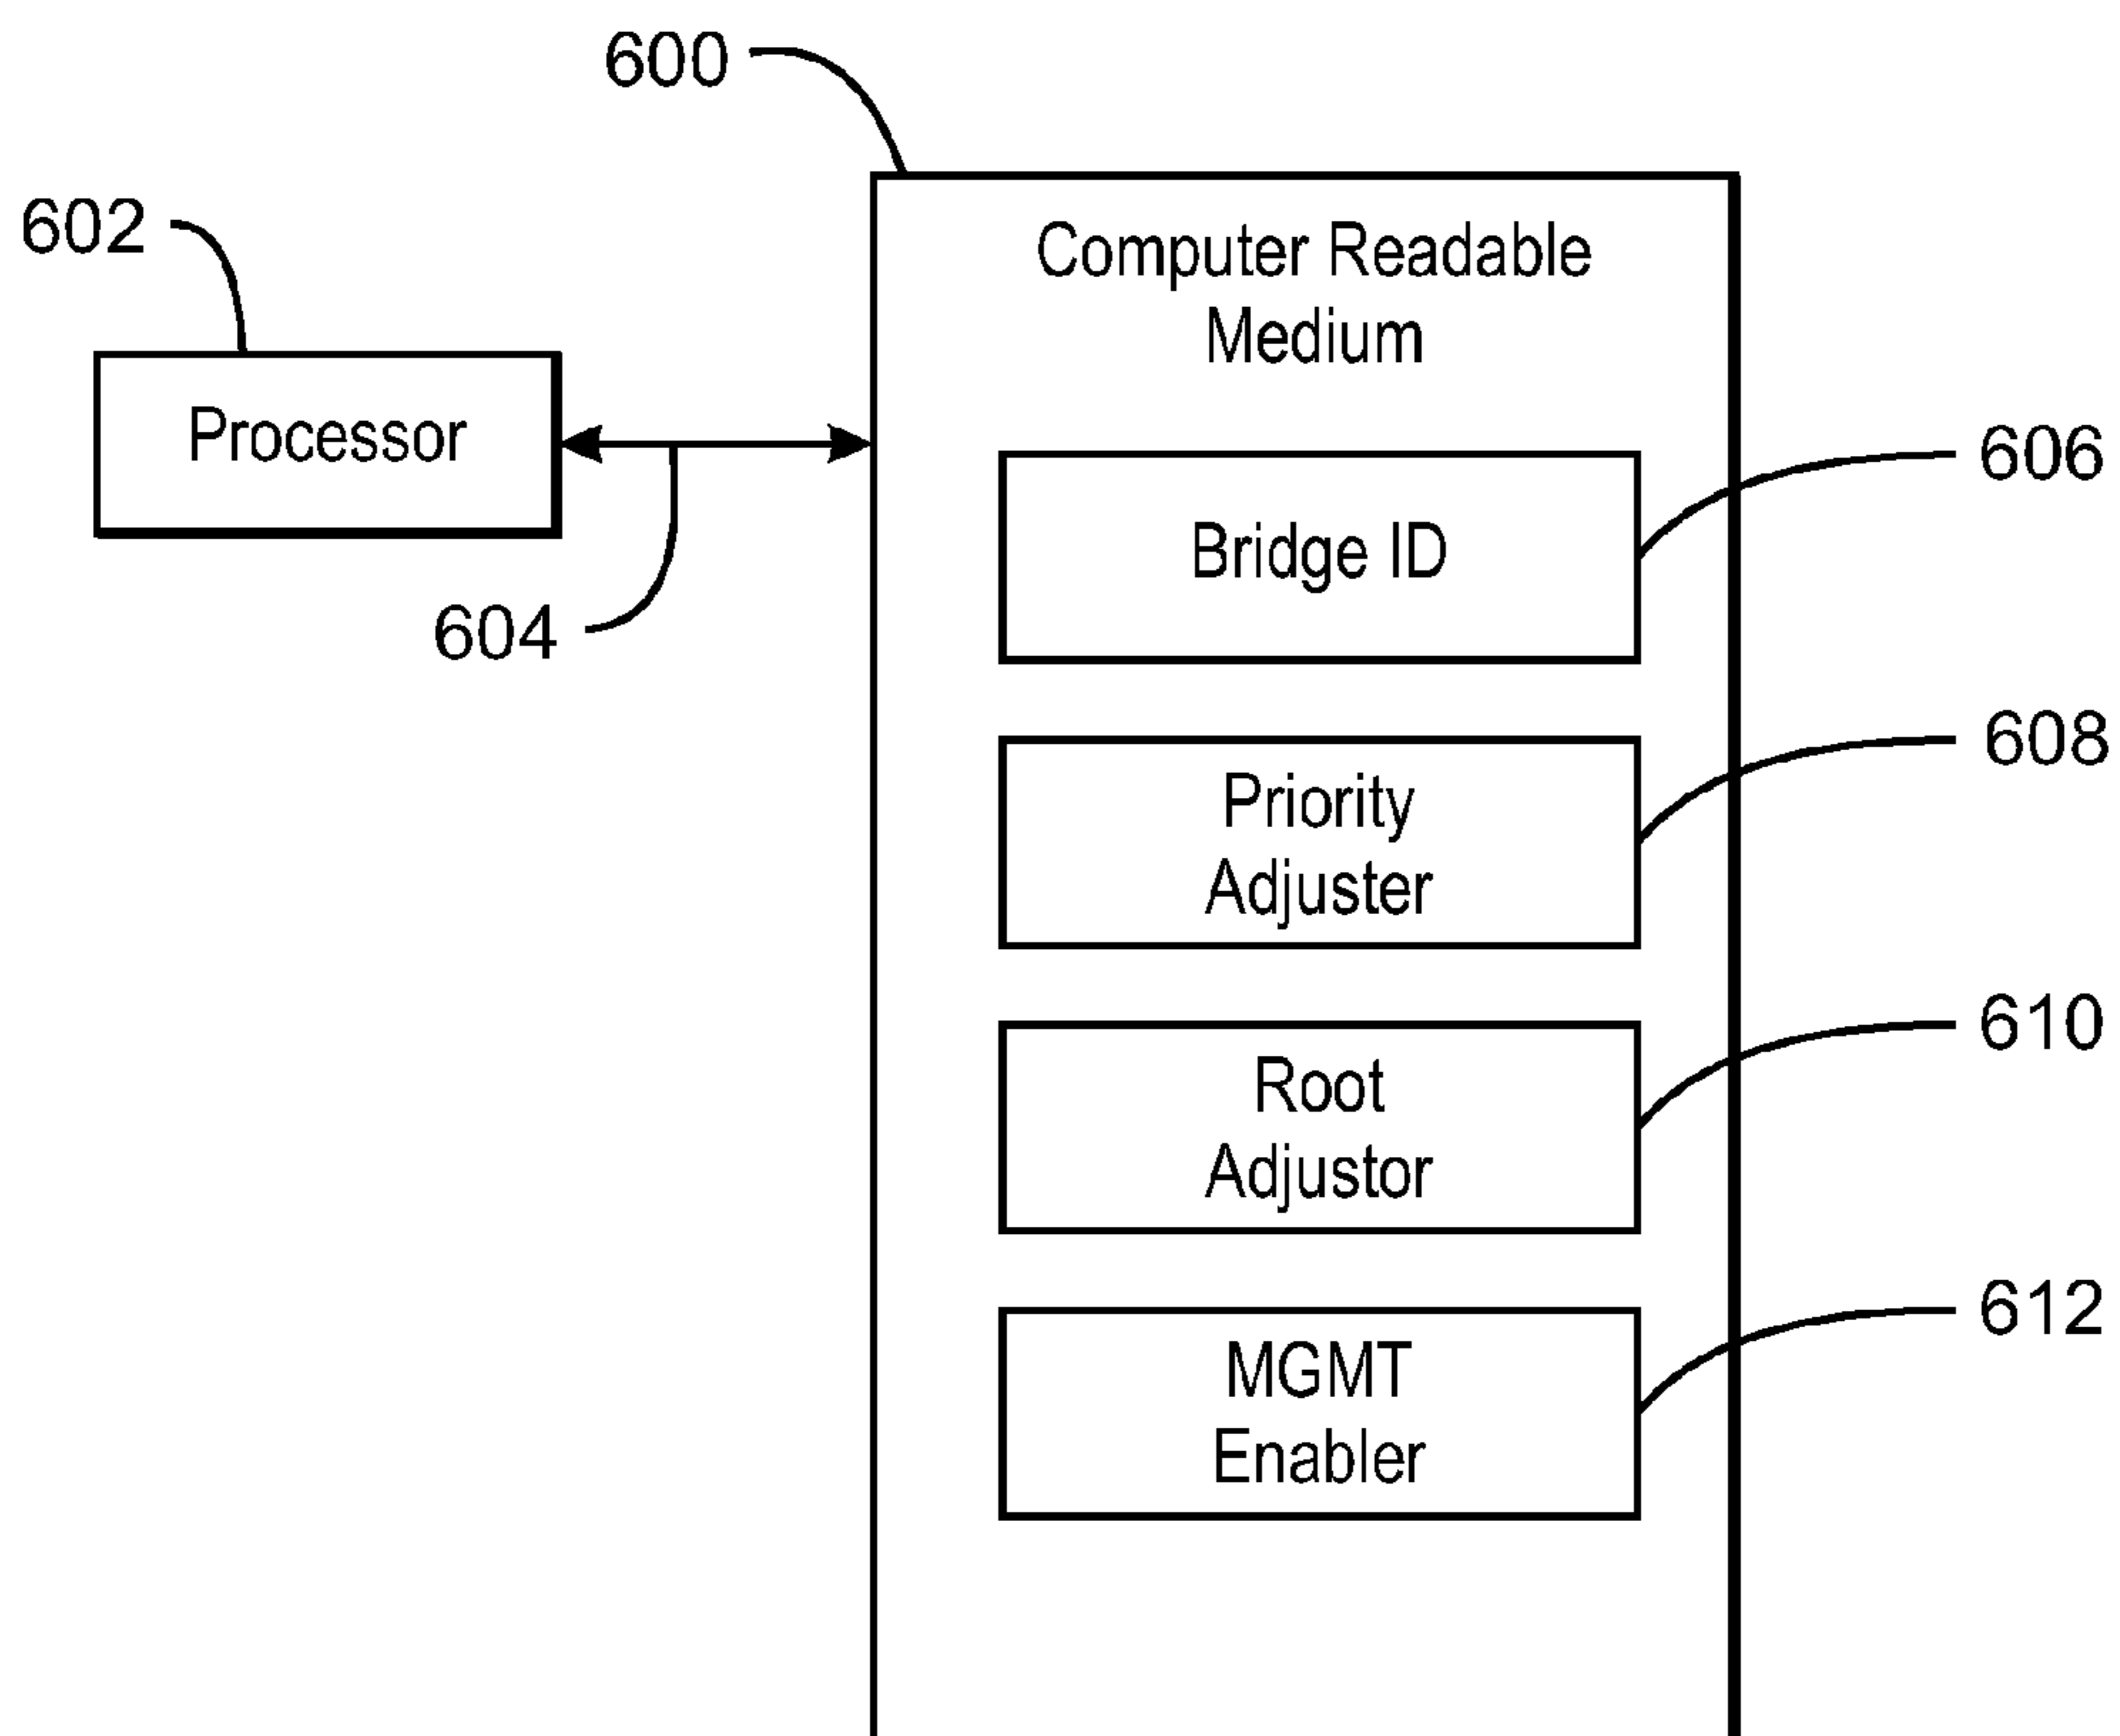 600
602
Computer Readable
Medium
Processor
606
Bridge ID
604
608
Priority
Adjuster
610
Root
Adjustor
612
MGMT
Enabler